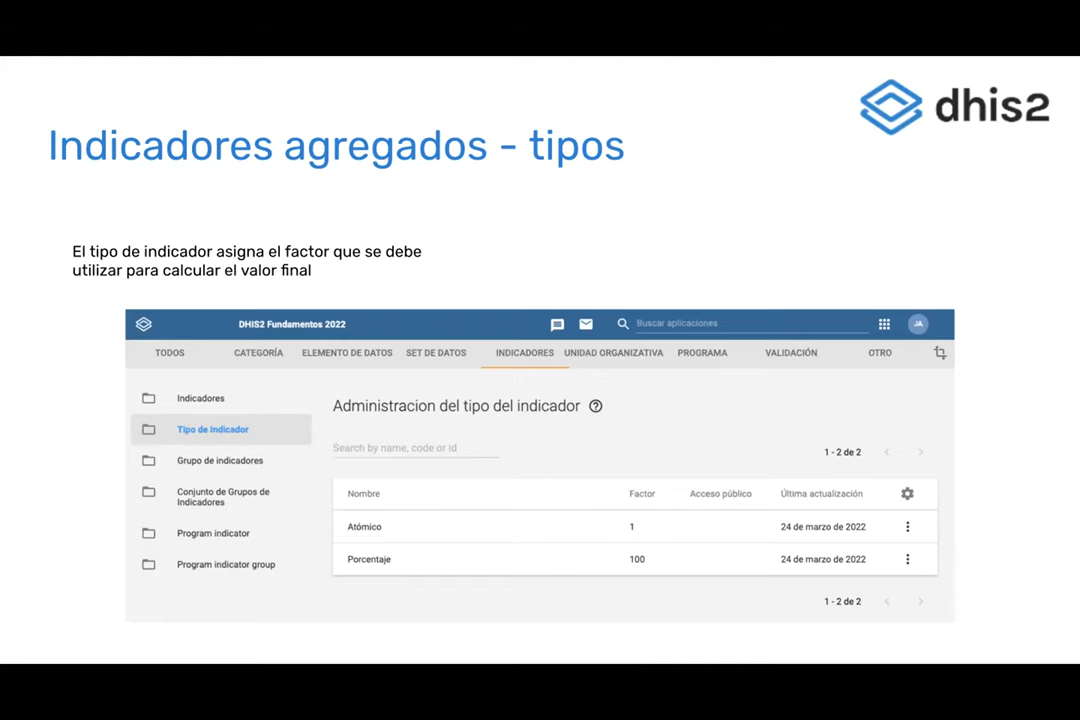 dhis2
Indicadores agregados - tipos
El tipo de indicador asigna el factor que se debe
utilizar para calcular el valor final
DHIS2 Fundamentos 2022
Buscar aplicaciones
JA
TODOS CATEGORÍA ELEMENTO DE DATOS SET DE DATOS INDICADORES UNIDAD ORGANIZATIVA PROGRAMA VALIDACIÓN OTRO
Indicadores
Tipo de Indicador
Grupo de indicadores
Conjunto de Grupos de
Indicadores
Program indicator
Program indicator group
Administracion del tipo del indicador
Search by name, code or id
1 - 2 de 2
Nombre Factor Acceso público Última actualización
Atómico 1 24 de marzo de 2022
Porcentaje 100 24 de marzo de 2022
1 - 2 de 2